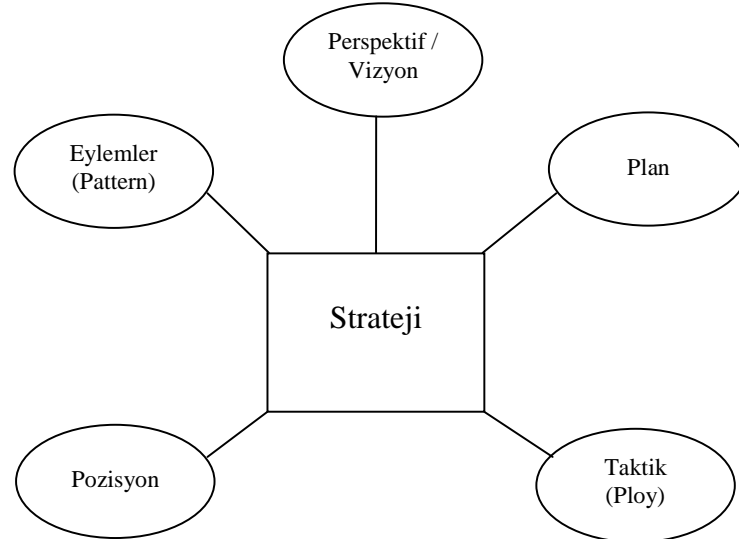 Perspektif /
Vizyon
Eylemler
(Pattern)
Plan
Strateji
Pozisyon
Taktik
(Ploy)